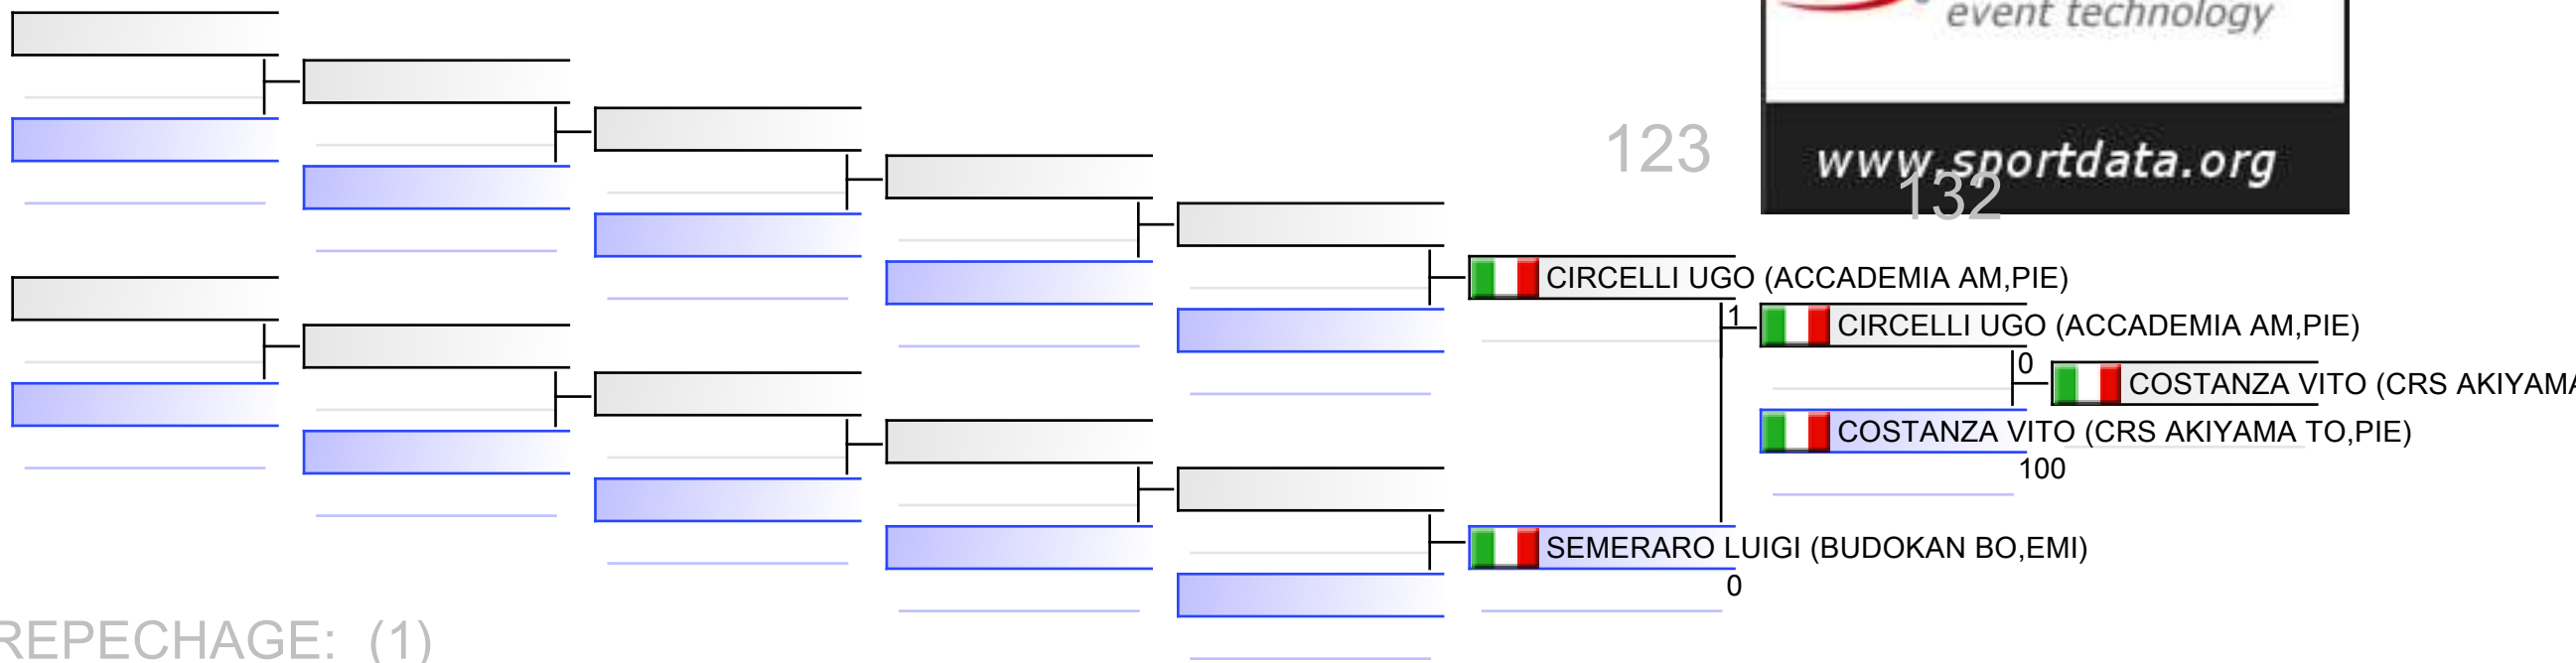 event technology
www.sportdata.org
123
132
CIRCELLI UGO (ACCADEMIA AM,PIE)
1
CIRCELLI UGO (ACCADEMIA AM,PIE)
0
COSTANZA VITO (CRS AKIYAMA
COSTANZA VITO (CRS AKIYAMA TO,PIE)
100
SEMERARO LUIGI (BUDOKAN BO,EMI)
0
REPECHAGE: (1)